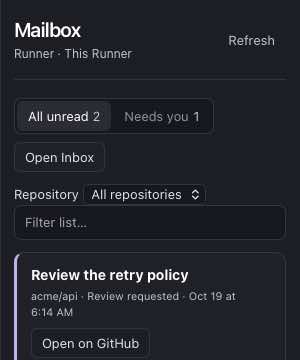 Mailbox
Refresh
Runner · This Runner
All unread 2
Needs you 1
Open Inbox
Repository
All repositories
Filter list...
Review the retry policy
acme/api · Review requested · Oct 19 at
6:14 AM
Open on GitHub